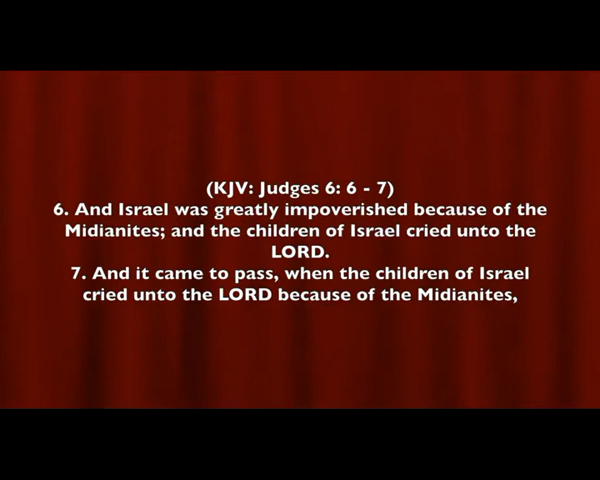 (KJV: Judges 6: 6 - 7)
6. And Israel was greatly impoverished because of the
Midianites; and the children of Israel cried unto the
LORD.
7. And it came to pass, when the children of Israel
cried unto the LORD because of the Midianites,